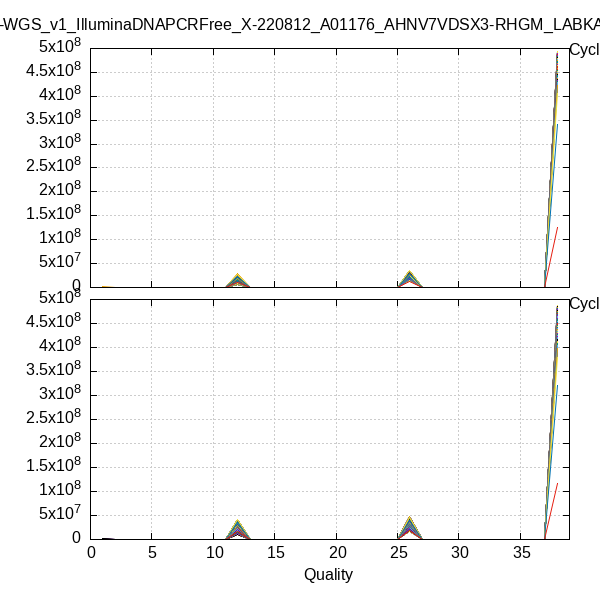 -WGS_v1_IlluminaDNAPCRFree_X-220812_A01176_AHNV7VDSX3-RHGM_LABKA
5x10^8
Cycl
4.5x10^8
4x10^8
3.5x10^8
3x10^8
2.5x10^8
2x10^8
1.5x10^8
1x10^8
5x10^7
0
5x10^8
Cycl
4.5x10^8
4x10^8
3.5x10^8
3x10^8
2.5x10^8
2x10^8
1.5x10^8
1x10^8
5x10^7
0
0 5 10 15 20 25 30 35
Quality